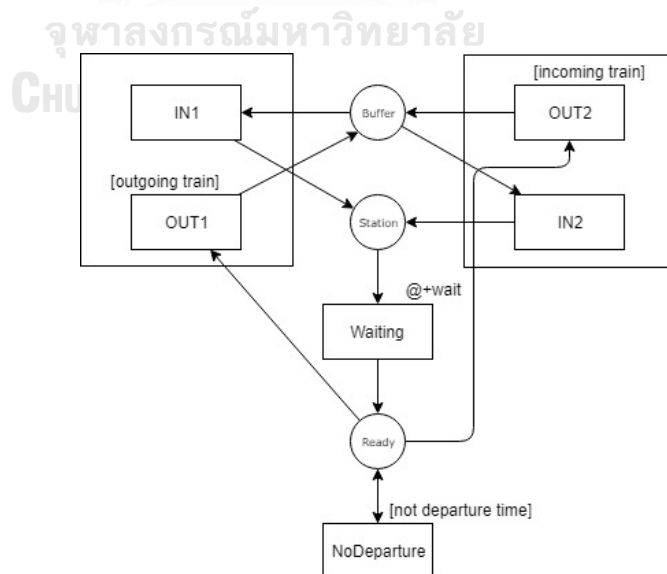 จุฬาลงกรณ์มหาวิทยาลัย
[incoming train]
IN1
Buffer
OUT2
[outgoing train]
OUT1
Station
IN2
@+wait
Waiting
Ready
[not departure time]
NoDeparture